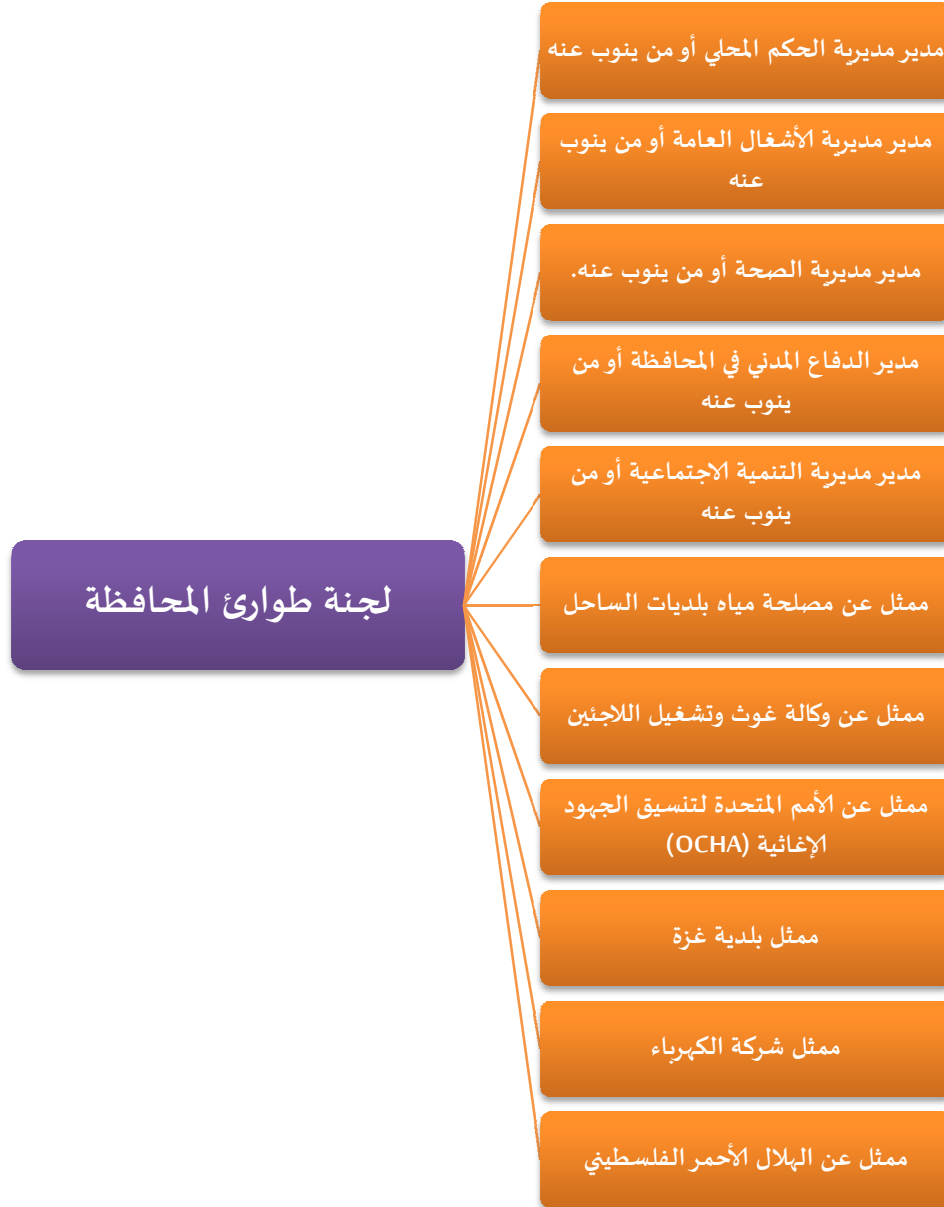 مدير مديرية الحكم المحلي أو من ينوب عنه
مدير مديرية الأشغال العامة أو من ينوب
عنه
مدير مديرية الصحة أو من ينوب عنه.
مدير الدفاع المدني في المحافظة أو من
ينوب عنه
مدير مديرية التنمية الاجتماعية أو من
ينوب عنه
لجنة طوارئ المحافظة
ممثل عن مصلحة مياه بلديات الساحل
ممثل عن وكالة غوث وتشغيل اللاجئين
ممثل عن الأمم المتحدة لتنسيق الجهود
الإغاثية (OCHA)
ممثل بلدية غزة
ممثل شركة الكهرباء
ممثل عن الهلال الأحمر الفلسطيني